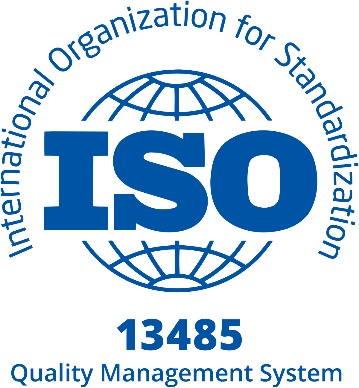 International Organization for Standardization
ISO
13485
Quality Management System